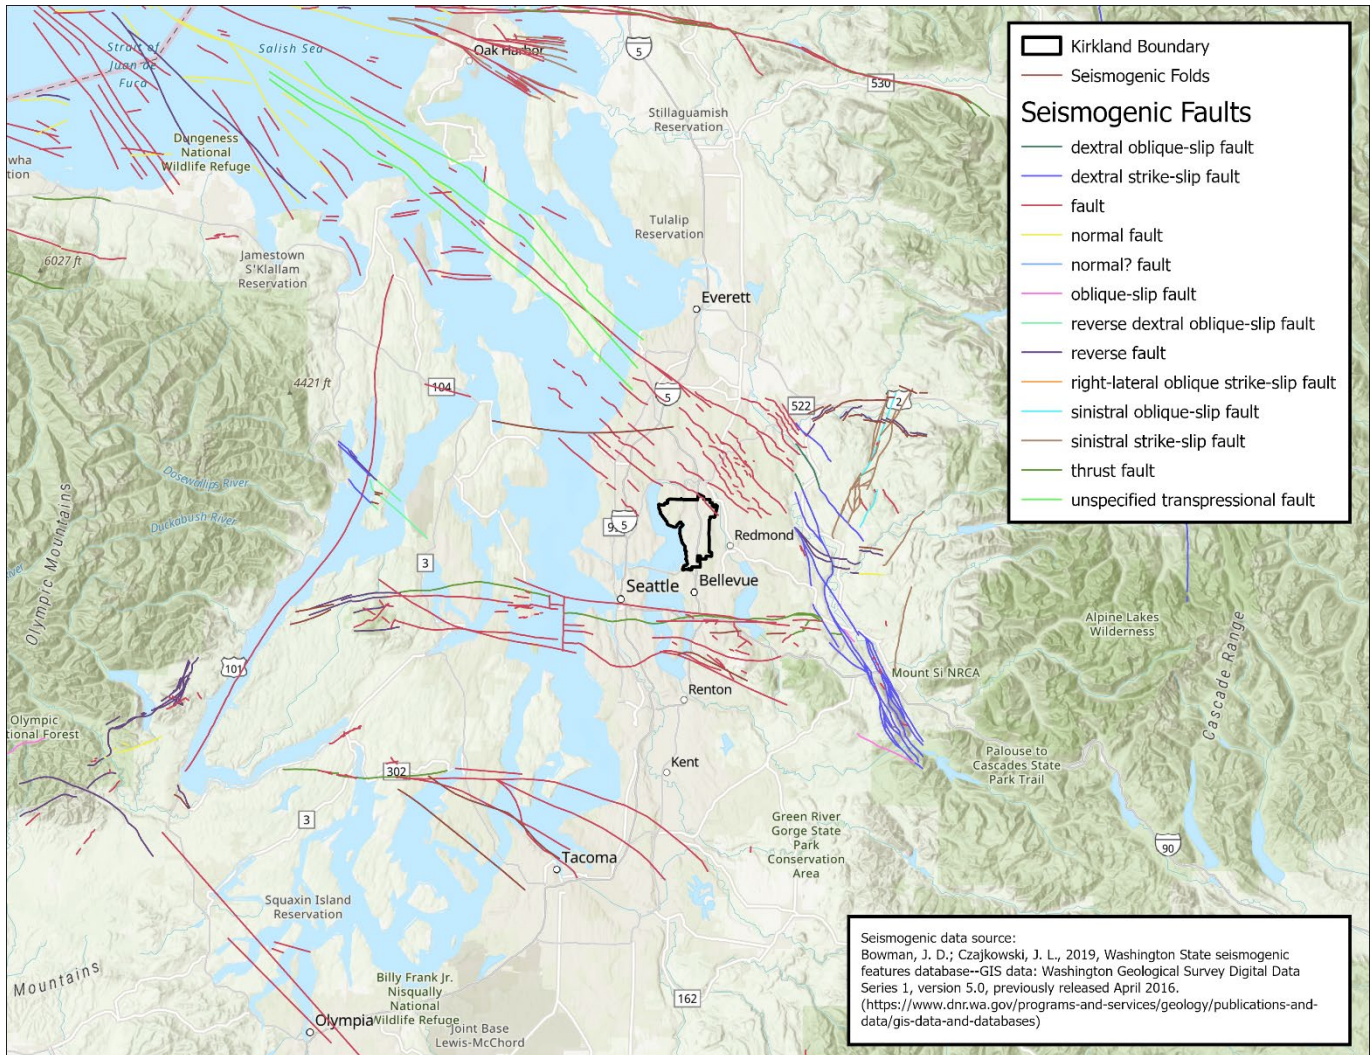 Strait of
Juan de
Fuca
Salish Sea
Oak Harbor
5
530
Stillaguamish
Reservation
Dungeness
National
Wildlife Refuge
wha
tion
Tulalip
Reservation
6027 ft
Jamestown
S'Klallam
Reservation
Everett
4421 ft
104
5
522
2
Dosewallips River
Duckabush River
Olympic Mountains
5
Redmond
3
Seattle
Bellevue
Alpine Lakes
Wilderness
Cascade Range
101
Mount Si NRCA
Renton
Olympic
tional Forest
Palouse to
Cascades State
Park Trail
Kent
302
3
Green River
Gorge State
Park
Conservation
Area
90
Tacoma
Squaxin Island
Reservation
Mountains
Billy Frank Jr.
Nisqually
National
Wildlife Refuge
162
Olympia
Joint Base
Lewis-McChord
Kirkland Boundary
Seismogenic Folds
Seismogenic Faults
dextral oblique-slip fault
dextral strike-slip fault
fault
normal fault
normal? fault
oblique-slip fault
reverse dextral oblique-slip fault
reverse fault
right-lateral oblique strike-slip fault
sinistral oblique-slip fault
sinistral strike-slip fault
thrust fault
unspecified transpressional fault
Seismogenic data source:
Bowman, J. D.; Czajkowski, J. L., 2019, Washington State seismogenic
features database--GIS data: Washington Geological Survey Digital Data
Series 1, version 5.0, previously released April 2016.
(https://www.dnr.wa.gov/programs-and-services/geology/publications-and-
data/gis-data-and-databases)